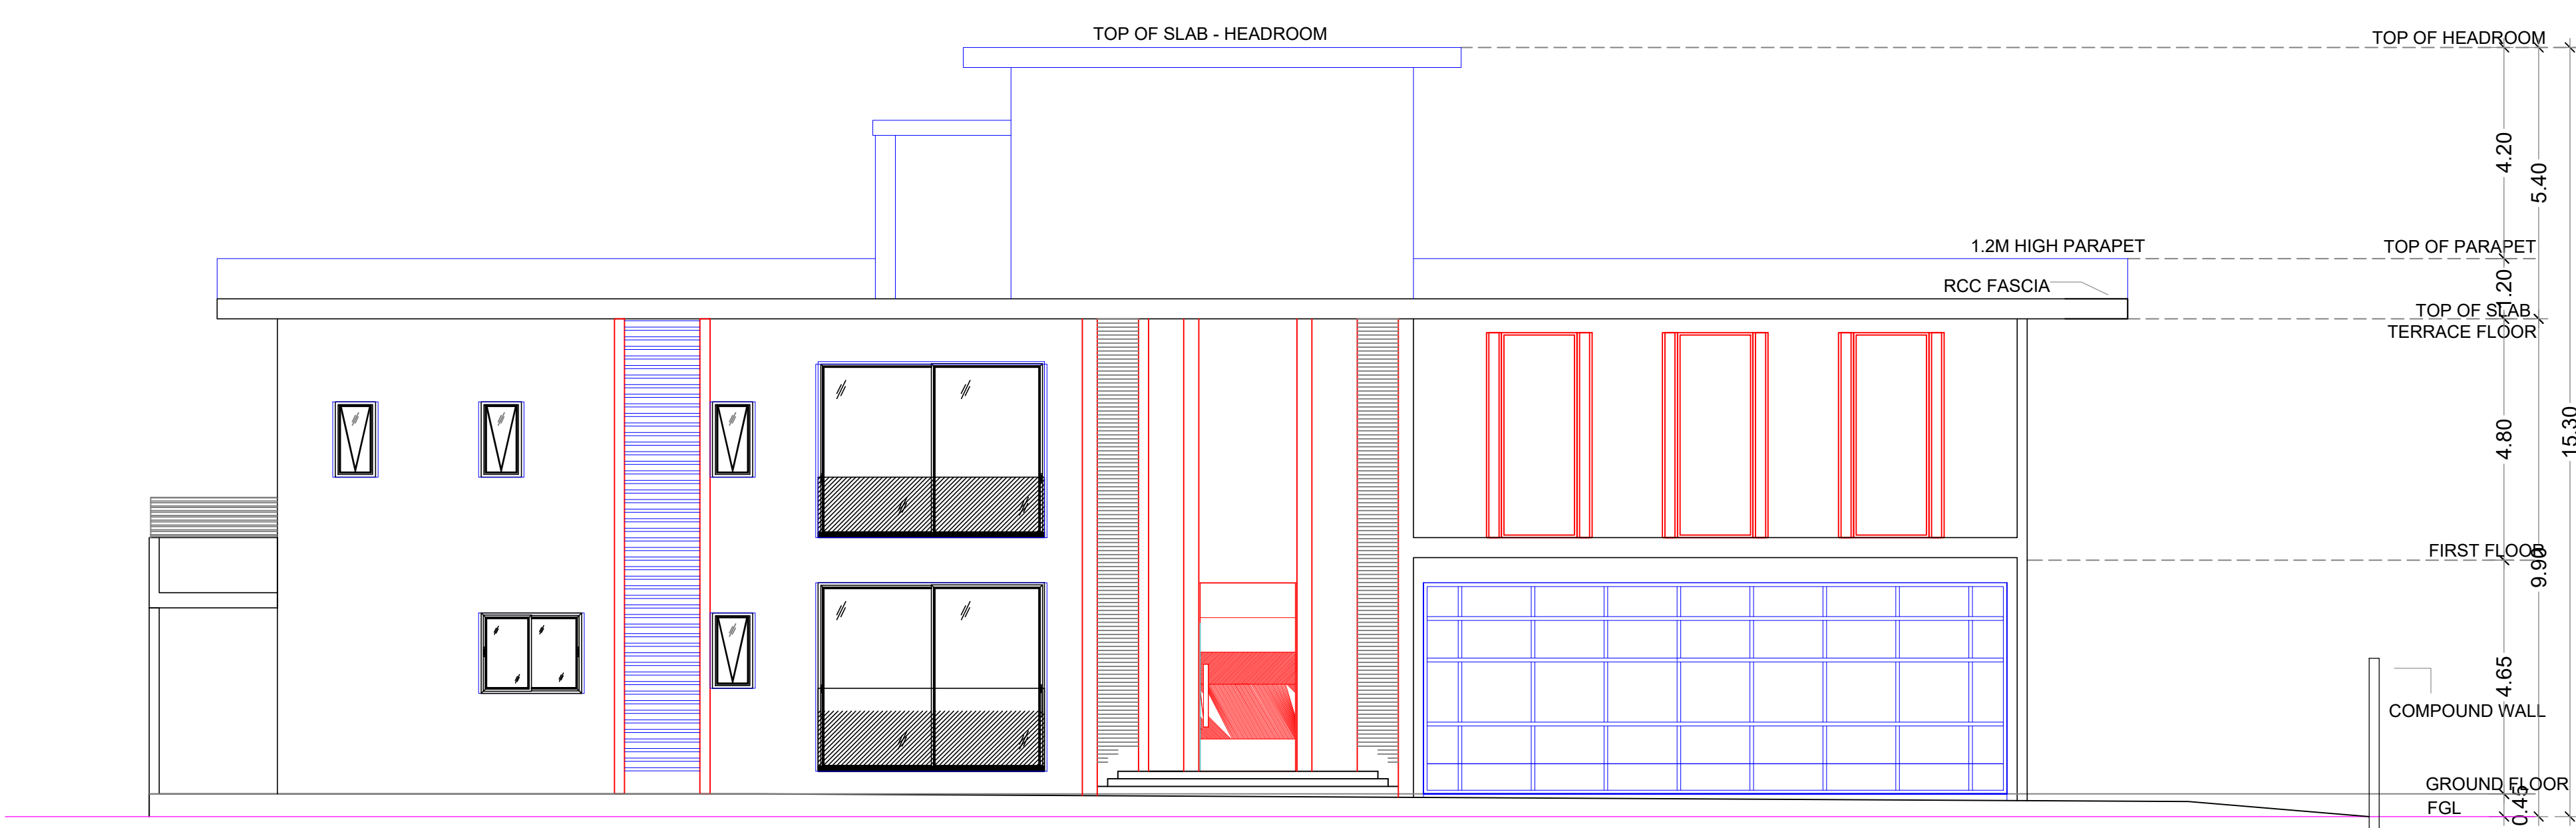 TOP OF SLAB - HEADROOM
TOP OF HEADROOM
4.20
5.40
1.2M HIGH PARAPET
TOP OF PARAPET
RCC FASCIA
1.20
TOP OF SLAB
TERRACE FLOOR
4.80
15.30
FIRST FLOOR
9.90
4.65
COMPOUND WALL
GROUND FLOOR
FGL
0.45